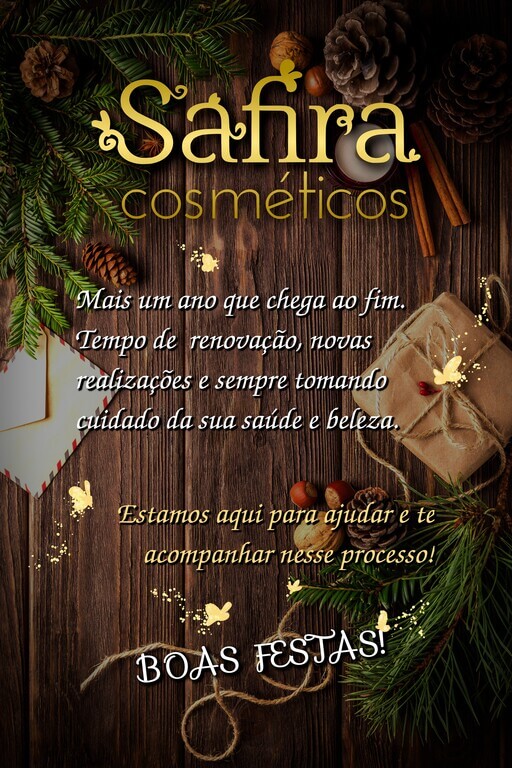 Safira
cosméticos
Mais um ano que chega ao fim.
Tempo de renovação, novas
realizações e sempre tomando
cuidado da sua saúde e beleza.
Estamos aqui para ajudar e te
acompanhar nesse processo!
BOAS FESTAS!